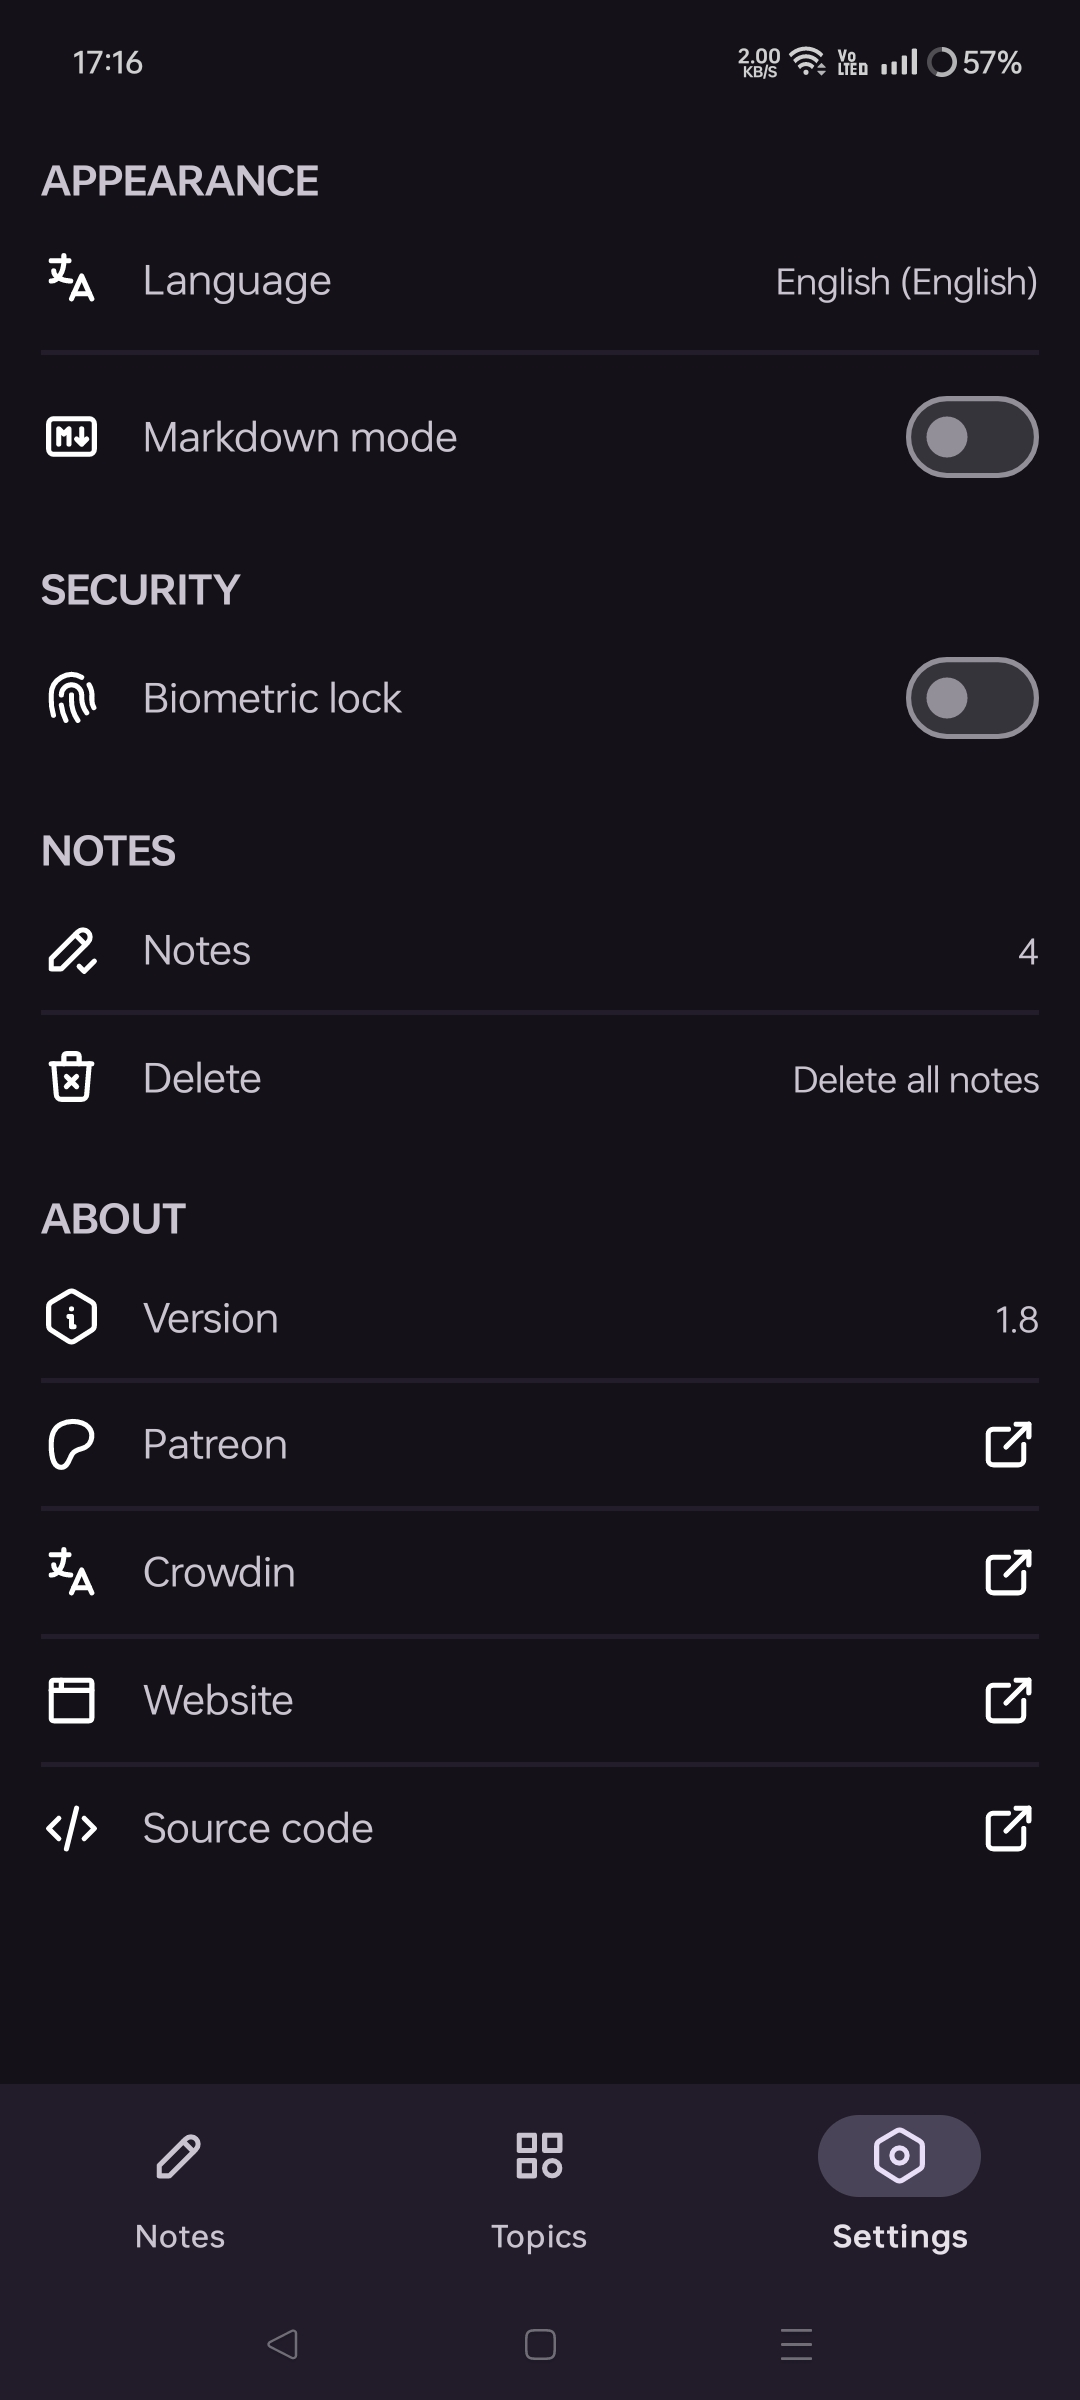 17:16
2.00 KB/S Vo LTE D 57%
APPEARANCE
Language English (English)
Markdown mode
SECURITY
Biometric lock
NOTES
Notes 4
Delete Delete all notes
ABOUT
Version 1.8
Patreon
Crowdin
Website
Source code
Notes Topics Settings